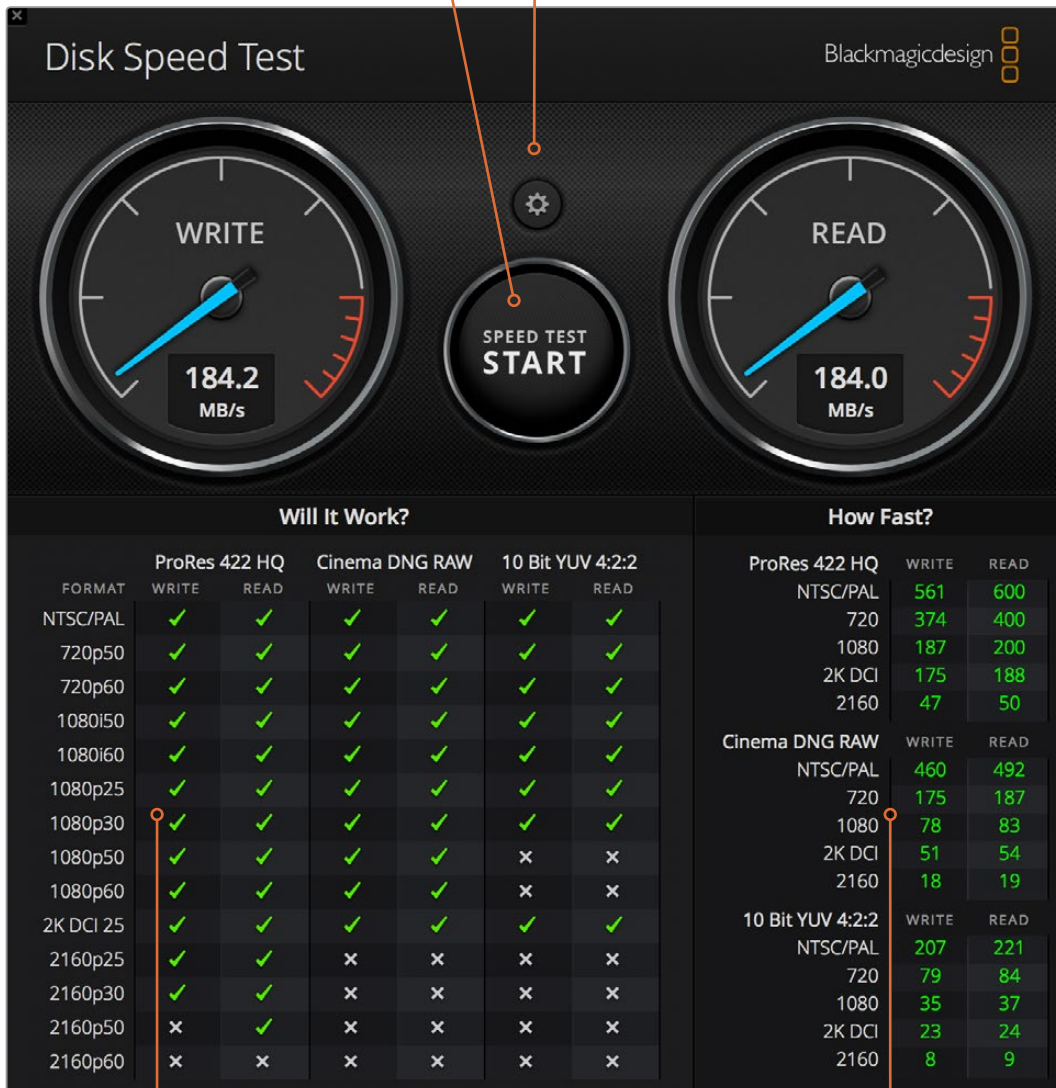 Disk Speed Test
Blackmagicdesign
WRITE
184.2
MB/s
SPEED TEST
START
READ
184.0
MB/s
Will It Work?
ProRes 422 HQ Cinema DNG RAW 10 Bit YUV 4:2:2
FORMAT WRITE READ WRITE READ WRITE READ
NTSC/PAL ✓ ✓ ✓ ✓ ✓ ✓
720p50 ✓ ✓ ✓ ✓ ✓ ✓
720p60 ✓ ✓ ✓ ✓ ✓ ✓
1080i50 ✓ ✓ ✓ ✓ ✓ ✓
1080i60 ✓ ✓ ✓ ✓ ✓ ✓
1080p25 ✓ ✓ ✓ ✓ ✓ ✓
1080p30 ✓ ✓ ✓ ✓ ✓ ✓
1080p50 ✓ ✓ ✓ ✓ × ×
1080p60 ✓ ✓ ✓ ✓ × ×
2K DCI 25 ✓ ✓ ✓ ✓ ✓ ✓
2160p25 ✓ ✓ × × × ×
2160p30 ✓ ✓ × × × ×
2160p50 × ✓ × × × ×
2160p60 × × × × × ×
How Fast?
ProRes 422 HQ WRITE READ
NTSC/PAL 561 600
720 374 400
1080 187 200
2K DCI 175 188
2160 47 50
Cinema DNG RAW WRITE READ
NTSC/PAL 460 492
720 175 187
1080 78 83
2K DCI 51 54
2160 18 19
10 Bit YUV 4:2:2 WRITE READ
NTSC/PAL 207 221
720 79 84
1080 35 37
2K DCI 23 24
2160 8 9